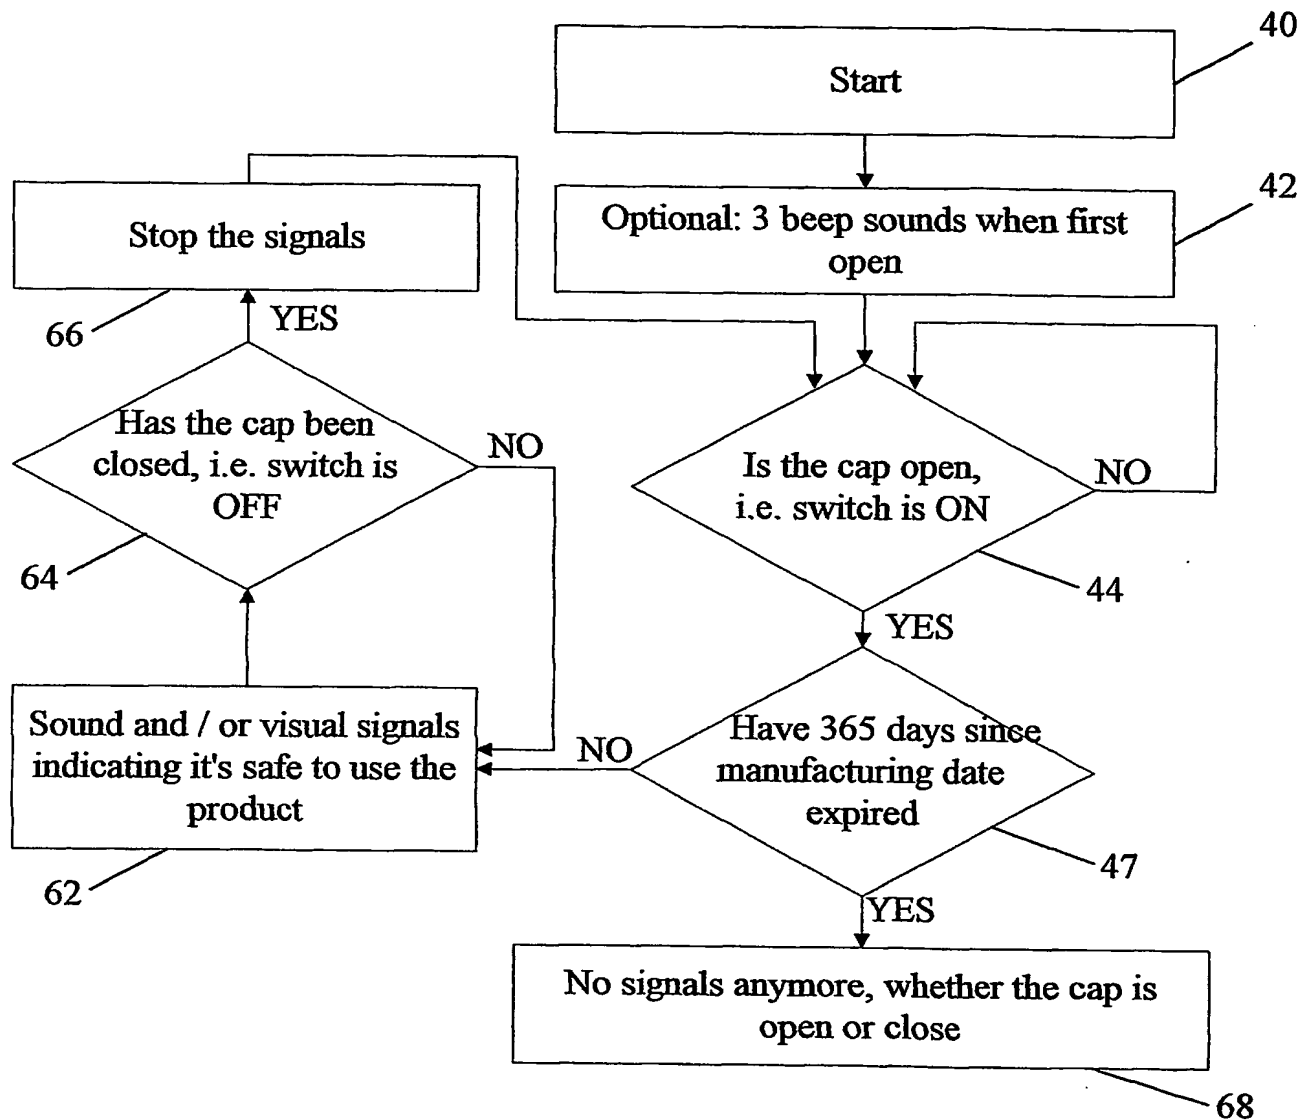 40
Start
42
Optional: 3 beep sounds when first
open
Stop the signals
66
YES
Has the cap been
closed, i.e. switch is
OFF
NO
64
Is the cap open,
i.e. switch is ON
NO
44
YES
Sound and / or visual signals
indicating it's safe to use the
product
62
NO
Have 365 days since
manufacturing date
expired
47
YES
No signals anymore, whether the cap is
open or close
68